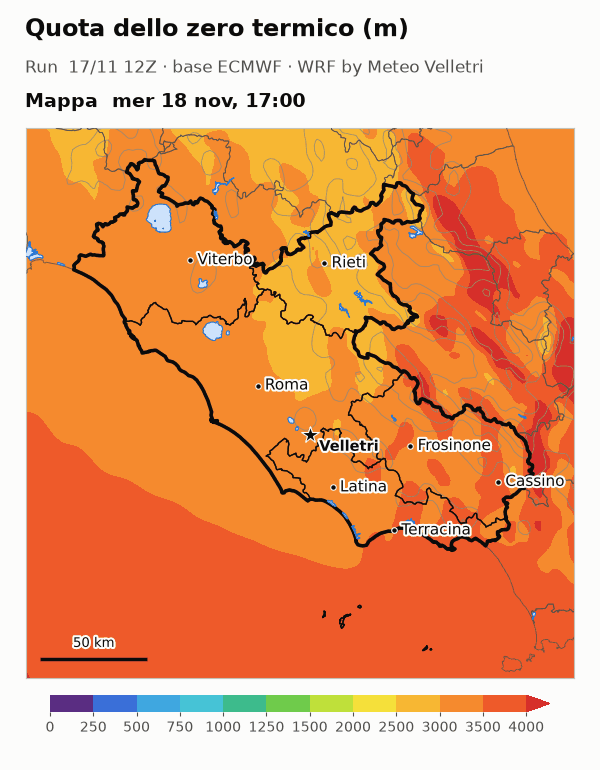 Quota dello zero termico (m)
Run  17/11 12Z · base ECMWF · WRF by Meteo Velletri
Mappa  mer 18 nov, 17:00
Viterbo
Rieti
Roma
Velletri
Frosinone
Cassino
Latina
Terracina
50 km
0 250 500 750 1000 1250 1500 2000 2500 3000 3500 4000